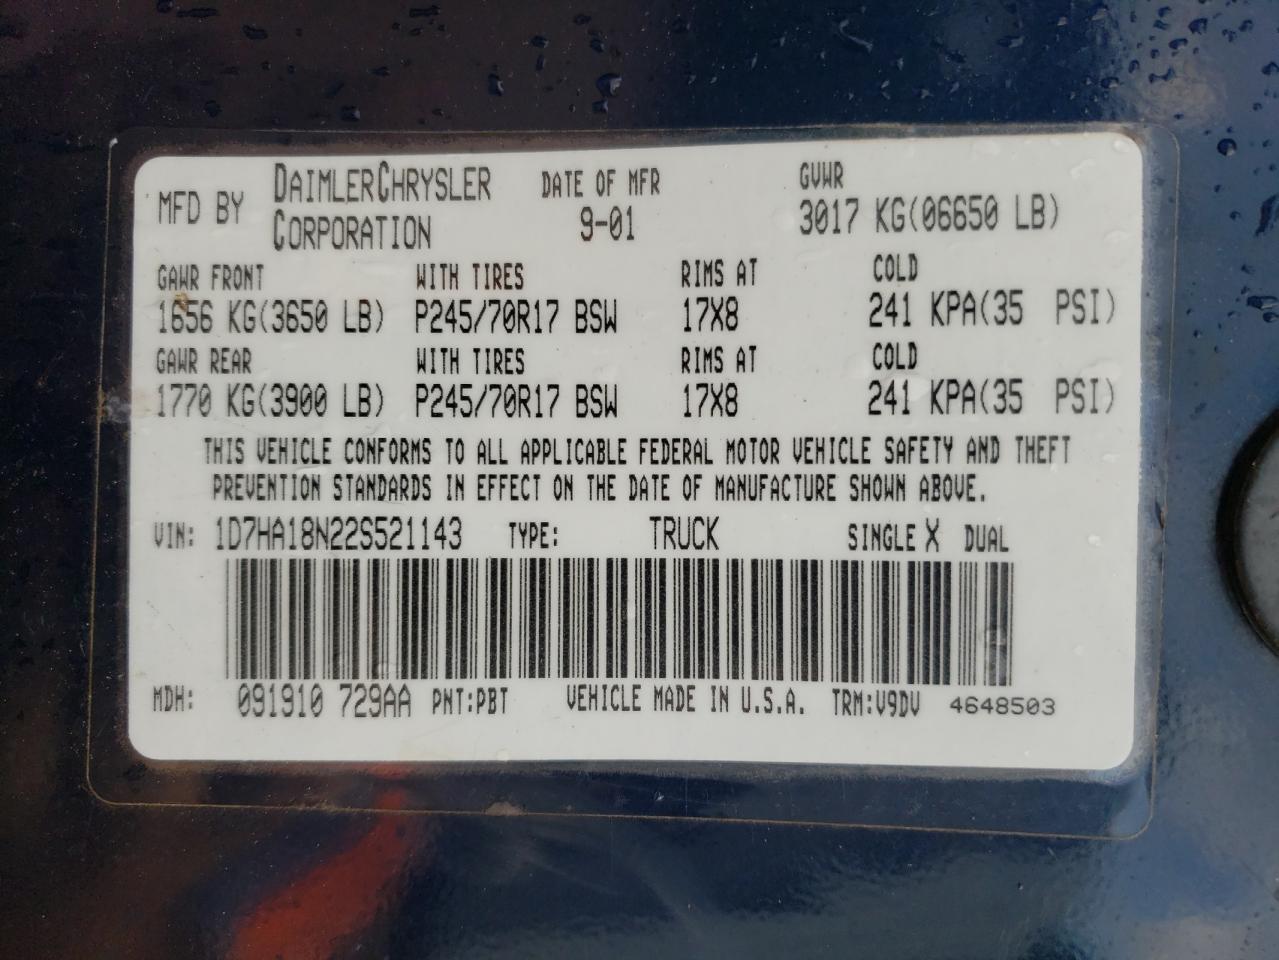 MFD BY DAIMLERCHRYSLER CORPORATION DATE OF MFR 9-01 GVWR 3017 KG(06650 LB)
GAWR FRONT WITH TIRES RIMS AT COLD
1656 KG(3650 LB) P245/70R17 BSW 17X8 241 KPA(35 PSI)
GAWR REAR WITH TIRES RIMS AT COLD
1770 KG(3900 LB) P245/70R17 BSW 17X8 241 KPA(35 PSI)
THIS VEHICLE CONFORMS TO ALL APPLICABLE FEDERAL MOTOR VEHICLE SAFETY AND THEFT
PREVENTION STANDARDS IN EFFECT ON THE DATE OF MANUFACTURE SHOWN ABOVE.
VIN: 1D7HA18N22S521143 TYPE: TRUCK SINGLE X DUAL
MDH: 091910 729AA PNT:PBT VEHICLE MADE IN U.S.A. TRM:V9DV 4648503